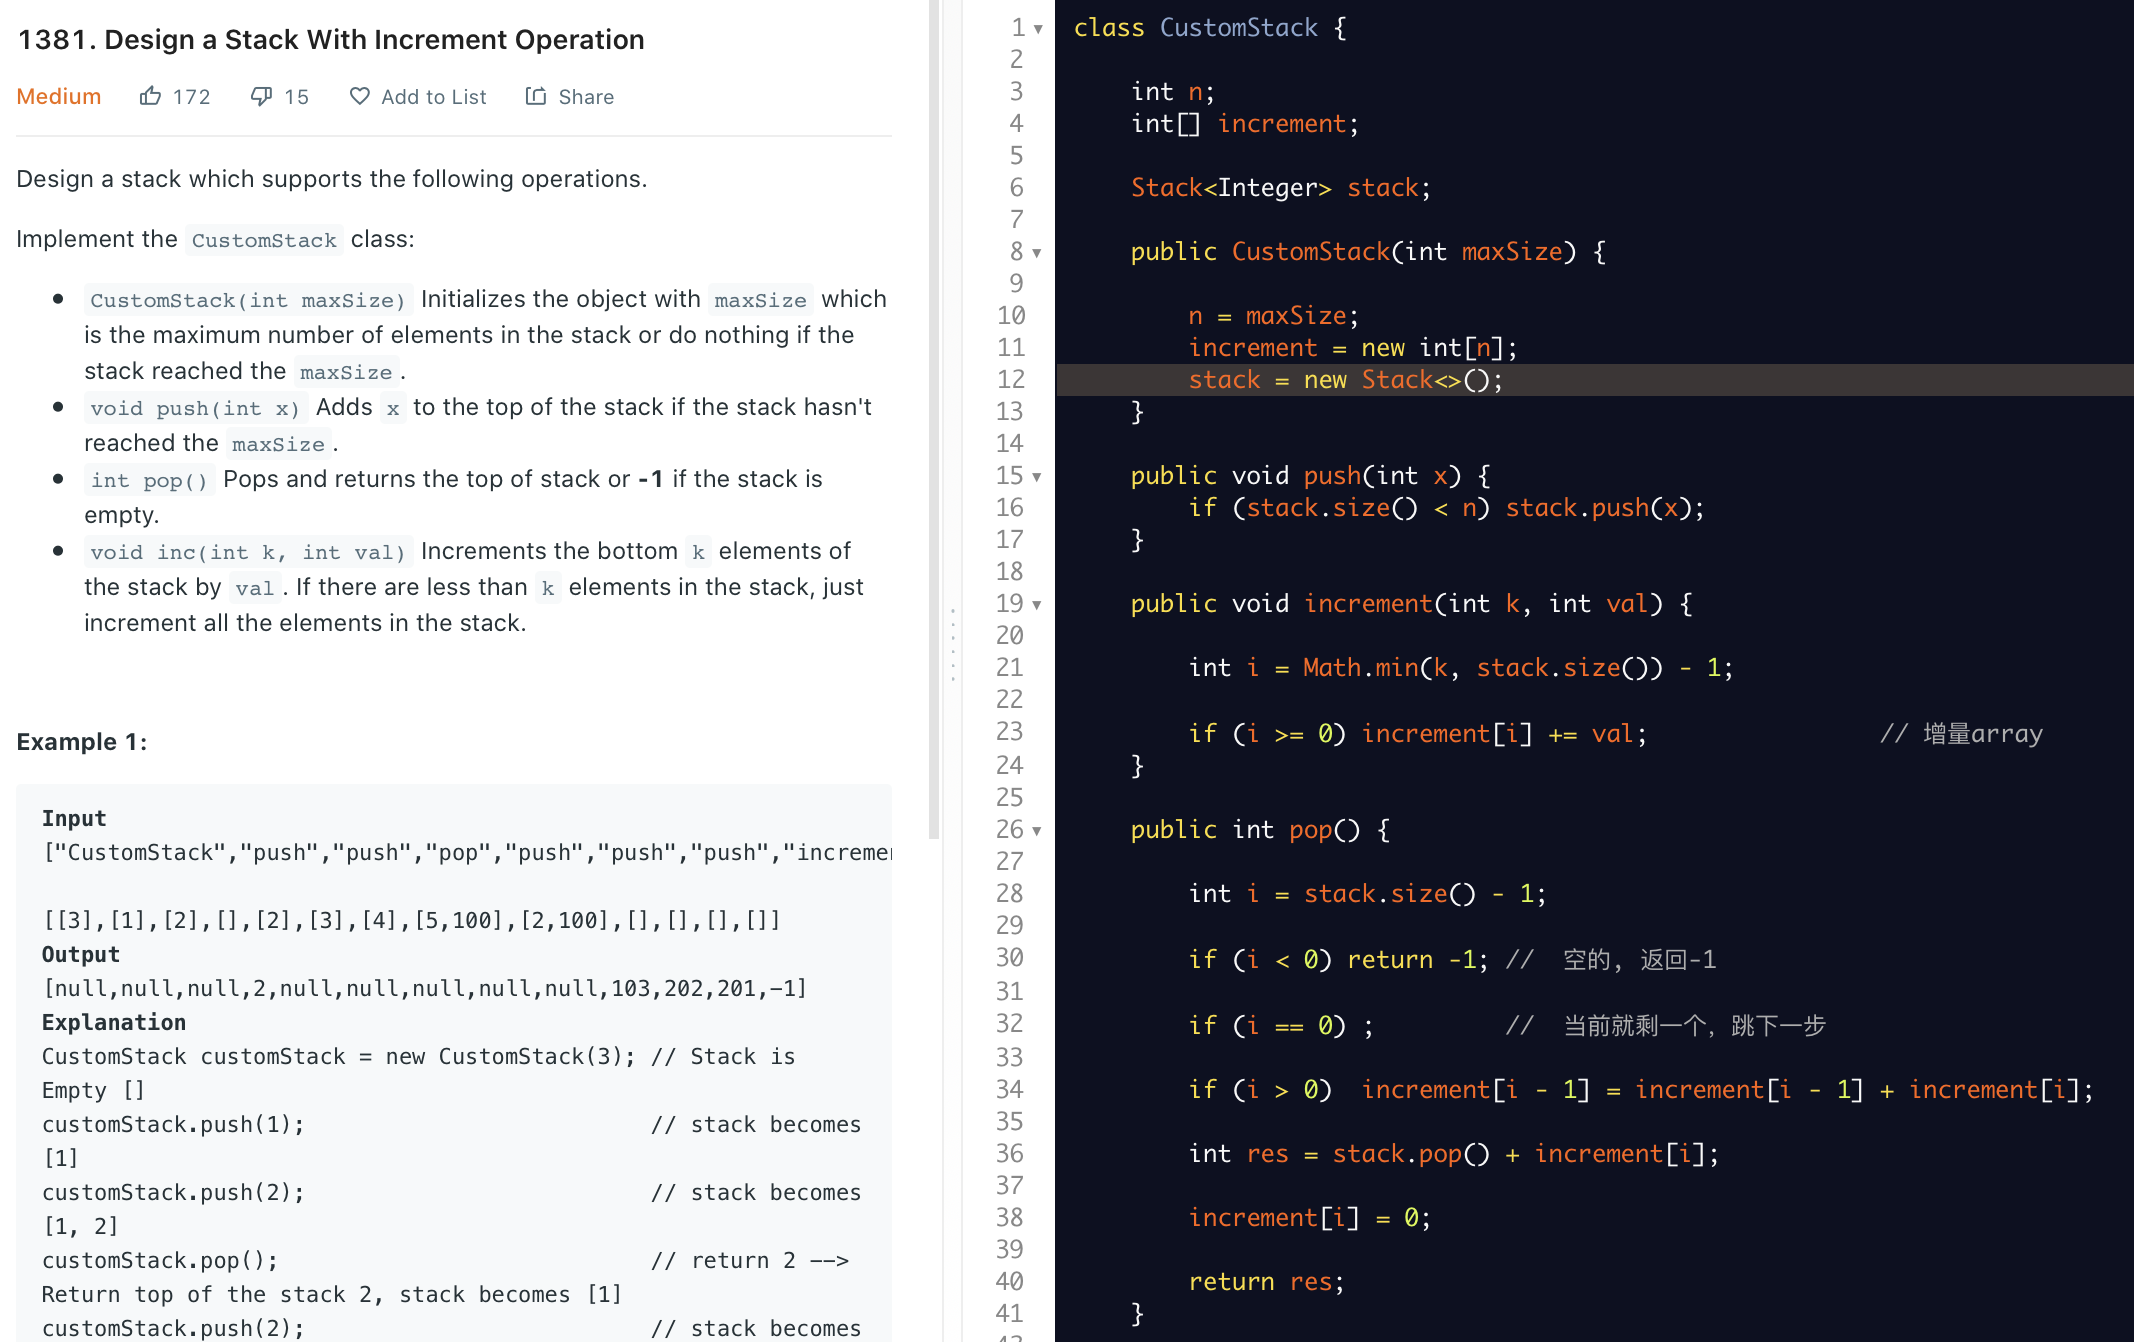 1381. Design a Stack With Increment Operation
Medium 172 15 Add to List Share
Design a stack which supports the following operations.
Implement the CustomStack class:
• CustomStack(int maxSize) Initializes the object with maxSize which
is the maximum number of elements in the stack or do nothing if the
stack reached the maxSize.
• void push(int x) Adds x to the top of the stack if the stack hasn't
reached the maxSize.
• int pop() Pops and returns the top of stack or -1 if the stack is
empty.
• void inc(int k, int val) Increments the bottom k elements of
the stack by val. If there are less than k elements in the stack, just
increment all the elements in the stack.
Example 1:
Input
["CustomStack","push","push","pop","push","push","push","incremen
[[3],[1],[2],[],[2],[3],[4],[5,100],[2,100],[],[],[],[]]
Output
[null,null,null,2,null,null,null,null,null,103,202,201,-1]
Explanation
CustomStack customStack = new CustomStack(3); // Stack is
Empty []
customStack.push(1); // stack becomes
[1]
customStack.push(2); // stack becomes
[1, 2]
customStack.pop(); // return 2 -->
Return top of the stack 2, stack becomes [1]
customStack.push(2); // stack becomes
1 class CustomStack {
2
3 int n;
4 int[] increment;
5
6 Stack<Integer> stack;
7
8 public CustomStack(int maxSize) {
9
10 n = maxSize;
11 increment = new int[n];
12 stack = new Stack<>();
13 }
14
15 public void push(int x) {
16 if (stack.size() < n) stack.push(x);
17 }
18
19 public void increment(int k, int val) {
20
21 int i = Math.min(k, stack.size()) - 1;
22
23 if (i >= 0) increment[i] += val; // 增量array
24 }
25
26 public int pop() {
27
28 int i = stack.size() - 1;
29
30 if (i < 0) return -1; // 空的, 返回-1
31
32 if (i == 0) ; // 当前就剩一个, 跳下一步
33
34 if (i > 0) increment[i - 1] = increment[i - 1] + increment[i];
35
36 int res = stack.pop() + increment[i];
37
38 increment[i] = 0;
39
40 return res;
41 }